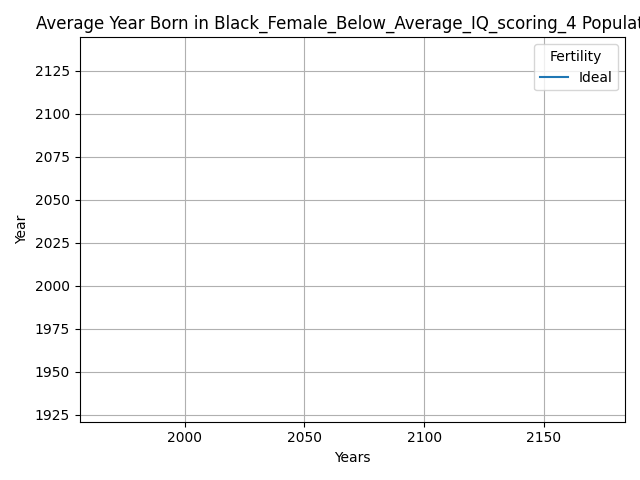 Average Year Born in Black_Female_Below_Average_IQ_scoring_4 Populat
Fertility
Ideal
2125
2100
2075
2050
2025
2000
1975
1950
1925
Year
2000 2050 2100 2150
Years